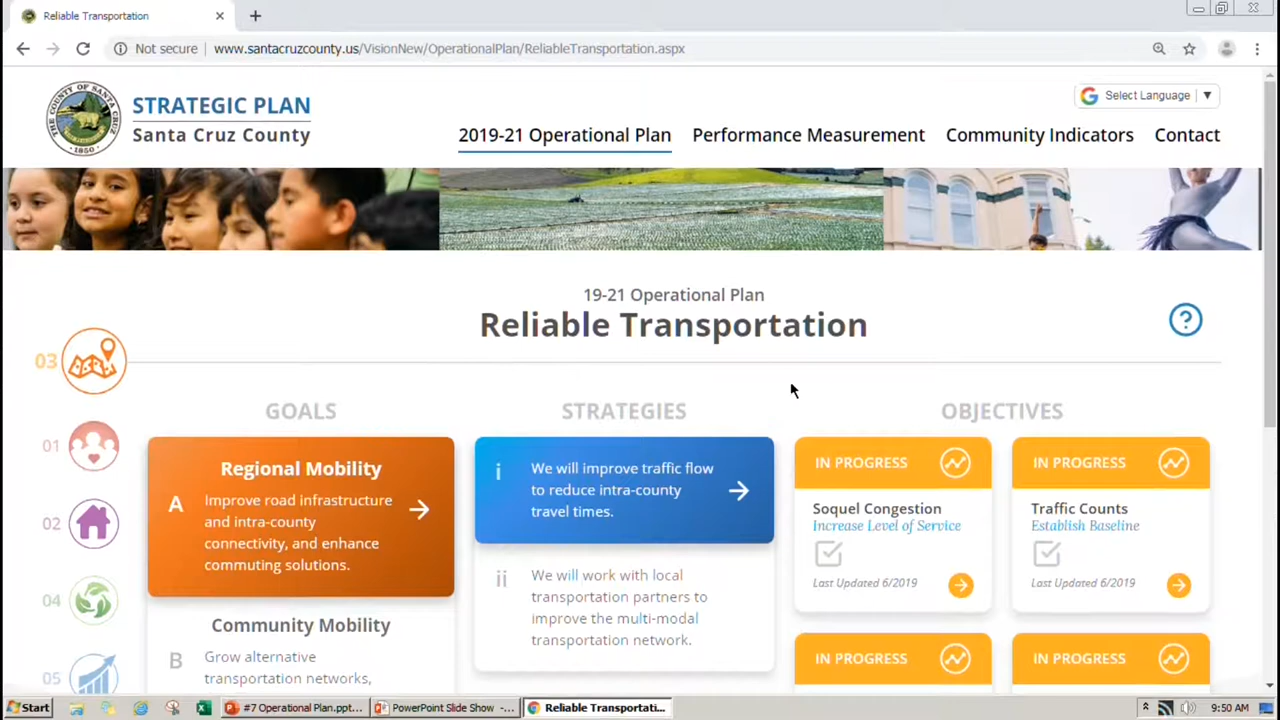 Reliable Transportation
Not secure
www.santacruzcounty.us/VisionNew/OperationalPlan/ReliableTransportation.aspx
THE COUNTY OF SANTA CRUZ
1850
STRATEGIC PLAN
Santa Cruz County
Select Language
2019-21 Operational Plan
Performance Measurement
Community Indicators
Contact
19-21 Operational Plan
Reliable Transportation
?
03
01
02
04
05
GOALS
Regional Mobility
A
Improve road infrastructure
and intra-county
connectivity, and enhance
commuting solutions.
Community Mobility
B
Grow alternative
transportation networks,
STRATEGIES
i
We will improve traffic flow
to reduce intra-county
travel times.
ii
We will work with local
transportation partners to
improve the multi-modal
transportation network.
OBJECTIVES
IN PROGRESS
Soquel Congestion
Increase Level of Service
Last Updated 6/2019
IN PROGRESS
Traffic Counts
Establish Baseline
Last Updated 6/2019
IN PROGRESS
IN PROGRESS
Start
#7 Operational Plan.ppt...
PowerPoint Slide Show -...
Reliable Transportati...
9:50 AM